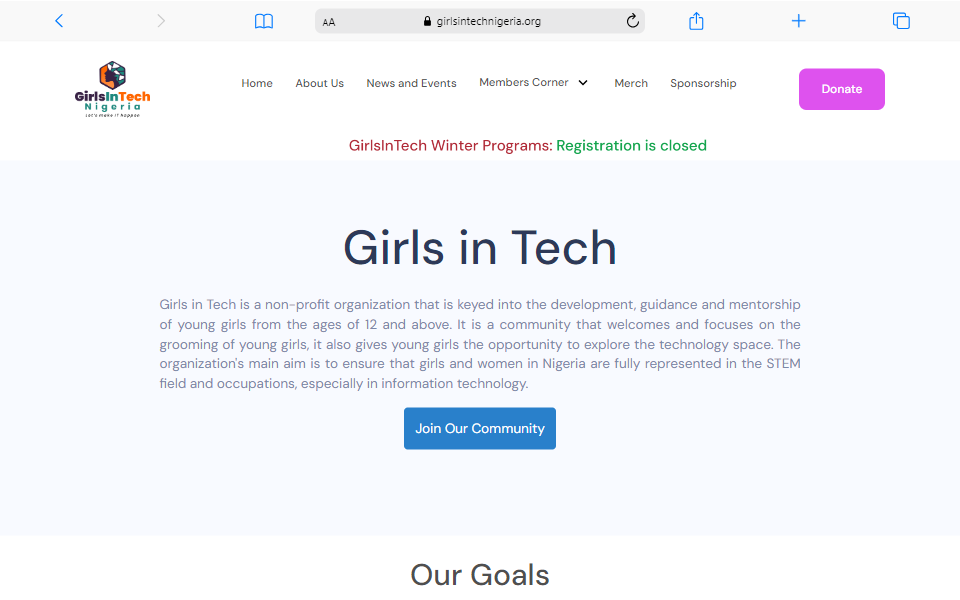 AA girlsintechnigeria.org
GirlsInTech
Nigeria
Let's make it happen
Home About Us News and Events Members Corner Merch Sponsorship Donate
GirlsInTech Winter Programs: Registration is closed
Girls in Tech
Girls in Tech is a non-profit organization that is keyed into the development, guidance and mentorship
of young girls from the ages of 12 and above. It is a community that welcomes and focuses on the
grooming of young girls, it also gives young girls the opportunity to explore the technology space. The
organization's main aim is to ensure that girls and women in Nigeria are fully represented in the STEM
field and occupations, especially in information technology.
Join Our Community
Our Goals